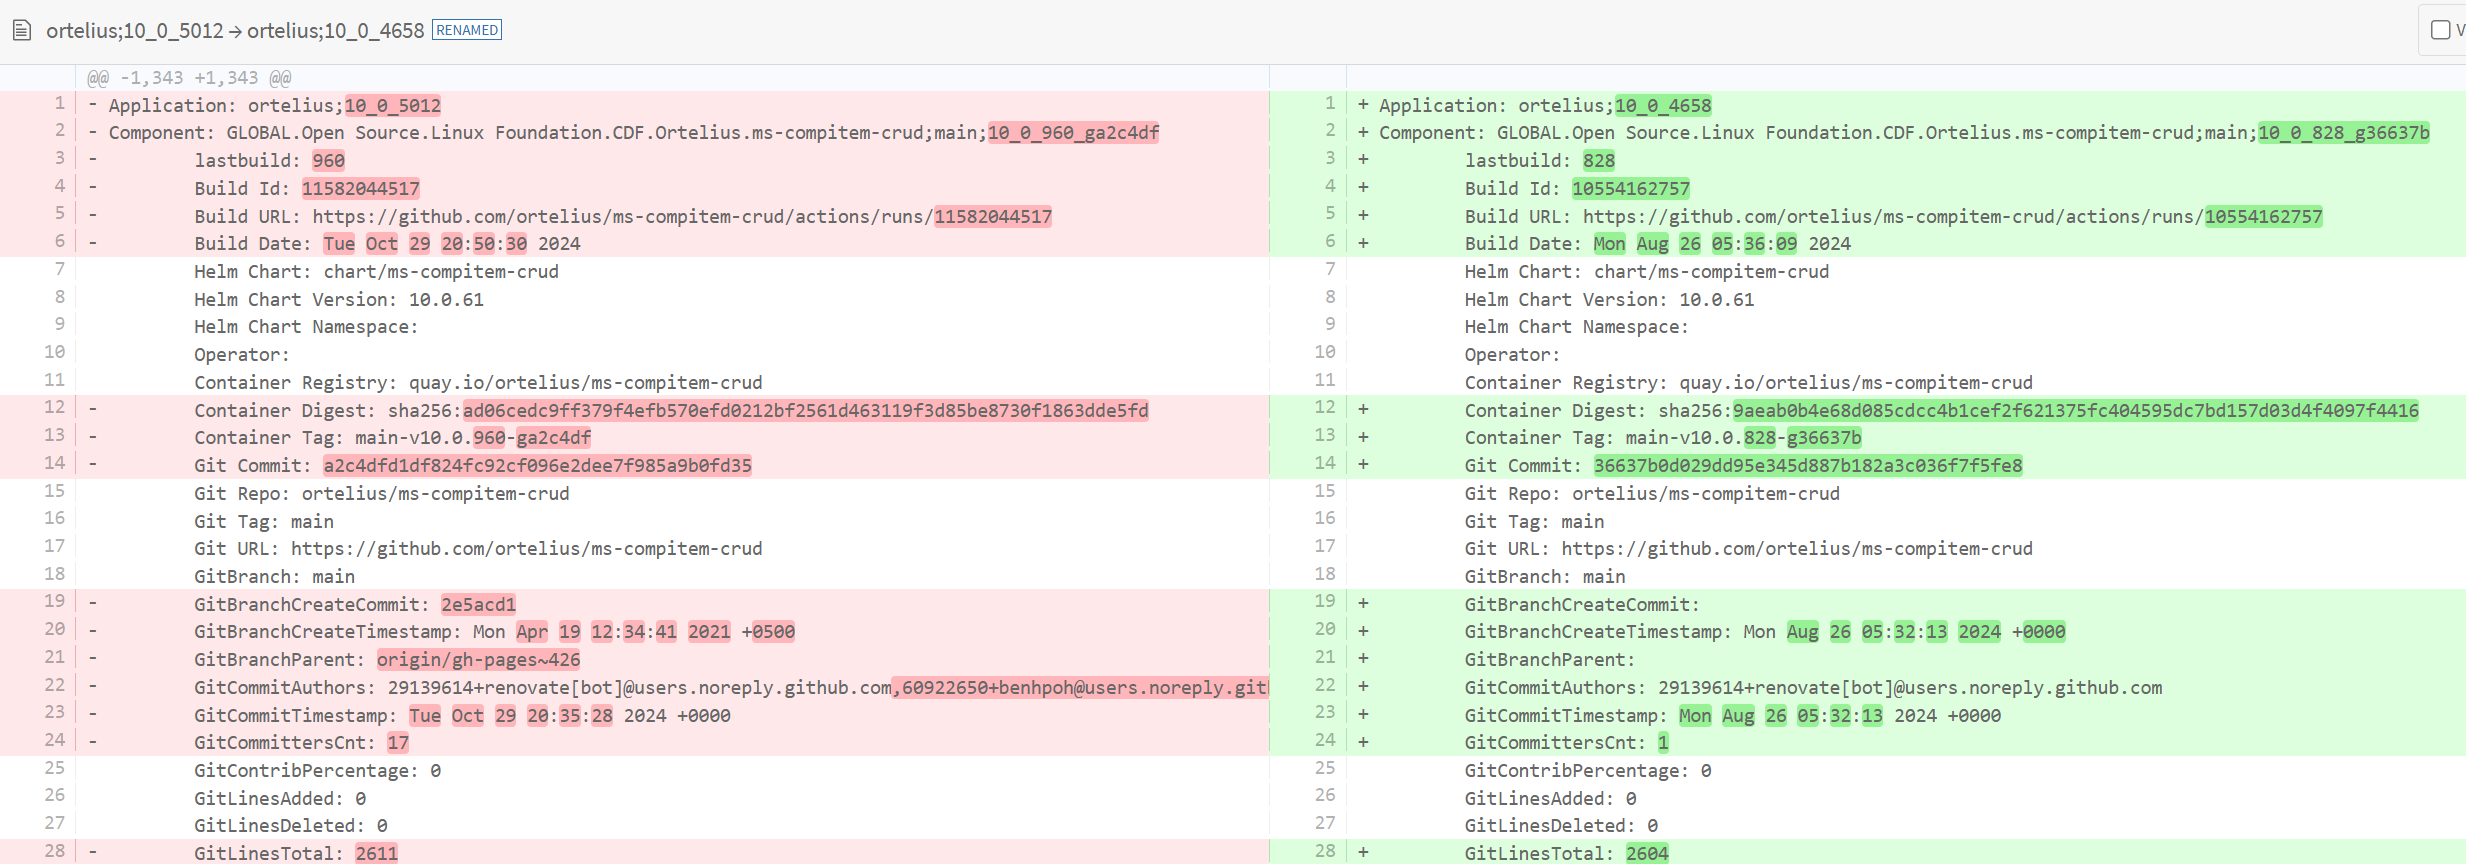 ortelius;10_0_5012 → ortelius;10_0_4658 RENAMED
@@ -1,343 +1,343 @@
1 - Application: ortelius;10_0_5012
2 - Component: GLOBAL.Open Source.Linux Foundation.CDF.Ortelius.ms-compitem-crud;main;10_0_960_ga2c4df
3 - lastbuild: 960
4 - Build Id: 11582044517
5 - Build URL: https://github.com/ortelius/ms-compitem-crud/actions/runs/11582044517
6 - Build Date: Tue Oct 29 20:50:30 2024
7 Helm Chart: chart/ms-compitem-crud
8 Helm Chart Version: 10.0.61
9 Helm Chart Namespace:
10 Operator:
11 Container Registry: quay.io/ortelius/ms-compitem-crud
12 - Container Digest: sha256:ad06cedc9ff379f4efb570efd0212bf2561d463119f3d85be8730f1863dde5fd
13 - Container Tag: main-v10.0.960-ga2c4df
14 - Git Commit: a2c4dfd1df824fc92cf096e2dee7f985a9b0fd35
15 Git Repo: ortelius/ms-compitem-crud
16 Git Tag: main
17 Git URL: https://github.com/ortelius/ms-compitem-crud
18 GitBranch: main
19 - GitBranchCreateCommit: 2e5acd1
20 - GitBranchCreateTimestamp: Mon Apr 19 12:34:41 2021 +0500
21 - GitBranchParent: origin/gh-pages~426
22 - GitCommitAuthors: 29139614+renovate[bot]@users.noreply.github.com,60922650+benhpoh@users.noreply.gitl
23 - GitCommitTimestamp: Tue Oct 29 20:35:28 2024 +0000
24 - GitCommittersCnt: 17
25 GitContribPercentage: 0
26 GitLinesAdded: 0
27 GitLinesDeleted: 0
28 - GitLinesTotal: 2611
1 + Application: ortelius;10_0_4658
2 + Component: GLOBAL.Open Source.Linux Foundation.CDF.Ortelius.ms-compitem-crud;main;10_0_828_g36637b
3 + lastbuild: 828
4 + Build Id: 10554162757
5 + Build URL: https://github.com/ortelius/ms-compitem-crud/actions/runs/10554162757
6 + Build Date: Mon Aug 26 05:36:09 2024
7 Helm Chart: chart/ms-compitem-crud
8 Helm Chart Version: 10.0.61
9 Helm Chart Namespace:
10 Operator:
11 Container Registry: quay.io/ortelius/ms-compitem-crud
12 + Container Digest: sha256:9aeab0b4e68d085cdcc4b1cef2f621375fc404595dc7bd157d03d4f4097f4416
13 + Container Tag: main-v10.0.828-g36637b
14 + Git Commit: 36637b0d029dd95e345d887b182a3c036f7f5fe8
15 Git Repo: ortelius/ms-compitem-crud
16 Git Tag: main
17 Git URL: https://github.com/ortelius/ms-compitem-crud
18 GitBranch: main
19 + GitBranchCreateCommit:
20 + GitBranchCreateTimestamp: Mon Aug 26 05:32:13 2024 +0000
21 + GitBranchParent:
22 + GitCommitAuthors: 29139614+renovate[bot]@users.noreply.github.com
23 + GitCommitTimestamp: Mon Aug 26 05:32:13 2024 +0000
24 + GitCommittersCnt: 1
25 GitContribPercentage: 0
26 GitLinesAdded: 0
27 GitLinesDeleted: 0
28 + GitLinesTotal: 2604